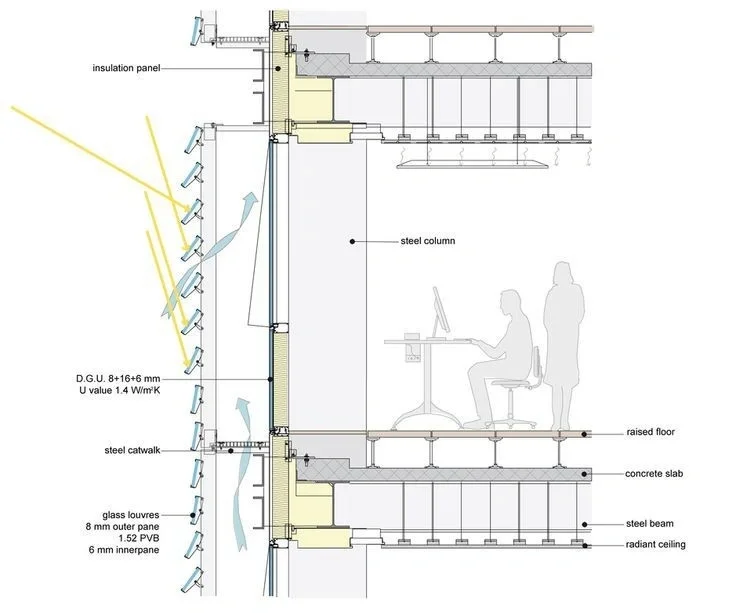 insulation panel
steel column
D.G.U. 8+16+6 mm
U value 1.4 W/m²K
raised floor
steel catwalk
concrete slab
glass louvres
8 mm outer pane
1.52 PVB
6 mm innerpane
steel beam
radiant ceiling